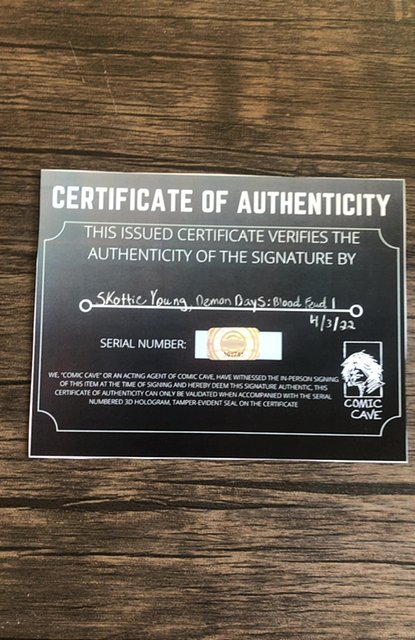 CERTIFICATE OF AUTHENTICITY
THIS ISSUED CERTIFICATE VERIFIES THE
AUTHENTICITY OF THE SIGNATURE BY
Skottie Young, Demon Days: Blood Feud 1
4/3/22
SERIAL NUMBER:
WE, "COMIC CAVE" OR AN ACTING AGENT OF COMIC CAVE, HAVE WITNESSED THE IN-PERSON SIGNING
OF THIS ITEM AT THE TIME OF SIGNING AND HEREBY DEEM THIS SIGNATURE AUTHENTIC, THIS
CERTIFICATE OF AUTHENTICITY CAN ONLY BE VALIDATED WHEN ACCOMPANIED WITH THE SERIAL
NUMBERED 3D HOLOGRAM, TAMPER-EVIDENT SEAL ON THE CERTIFICATE
COMIC
CAVE